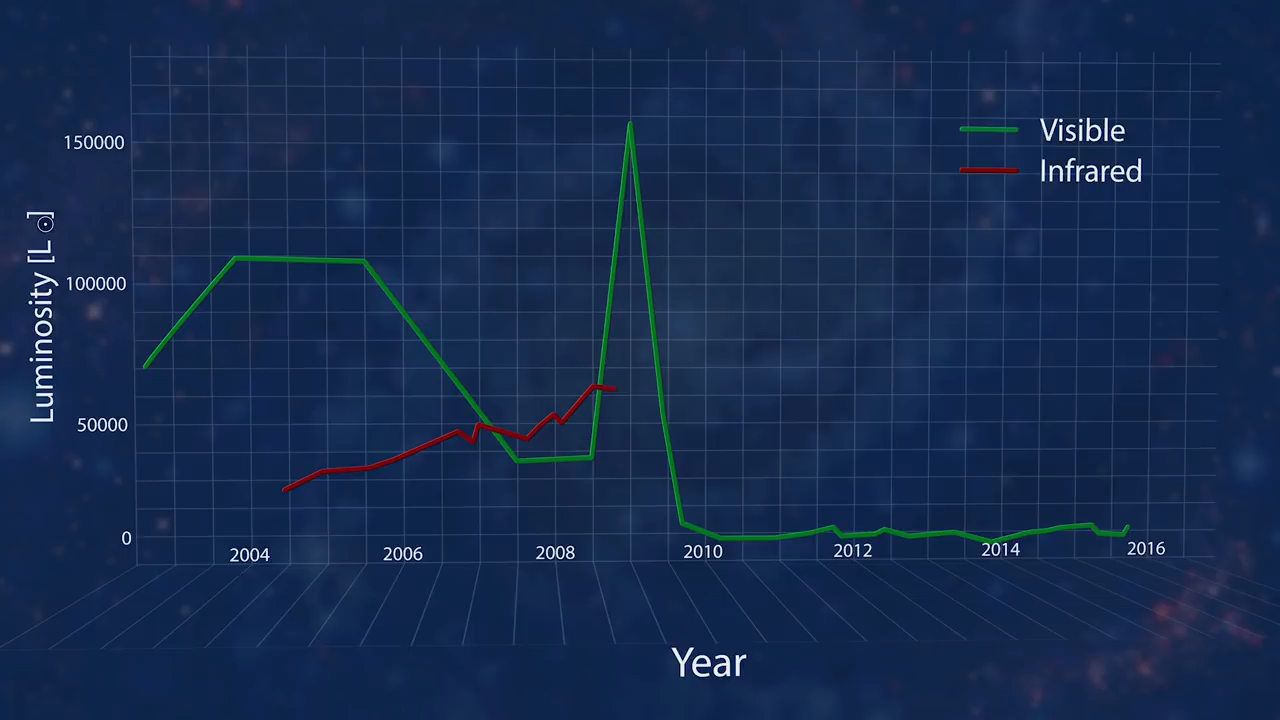 150000
100000
50000
0
Luminosity [L ☉]
Visible
Infrared
2004 2006 2008 2010 2012 2014 2016
Year